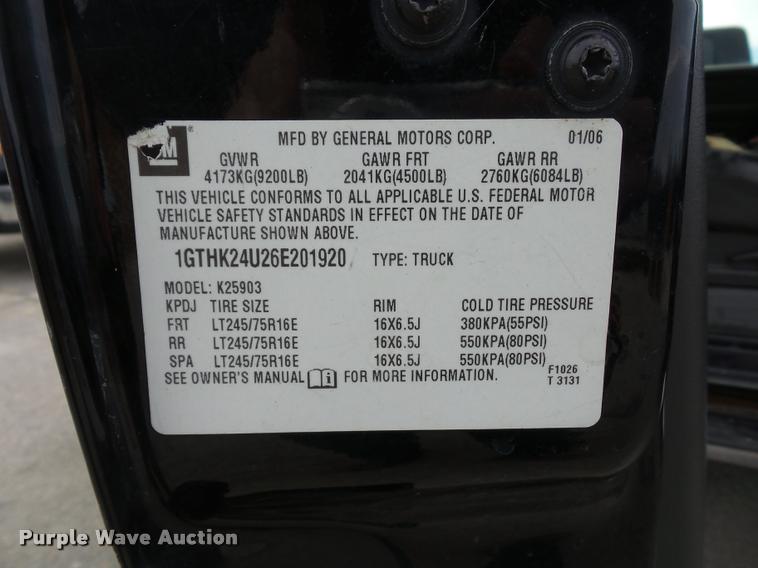 M ®
MFD BY GENERAL MOTORS CORP. 01/06
GVWR GAWR FRT GAWR RR
4173KG(9200LB) 2041KG(4500LB) 2760KG(6084LB)
THIS VEHICLE CONFORMS TO ALL APPLICABLE U.S. FEDERAL MOTOR
VEHICLE SAFETY STANDARDS IN EFFECT ON THE DATE OF
MANUFACTURE SHOWN ABOVE.
1GTHK24U26E201920 TYPE: TRUCK
MODEL: K25903
KPDJ TIRE SIZE RIM COLD TIRE PRESSURE
FRT LT245/75R16E 16X6.5J 380KPA(55PSI)
RR LT245/75R16E 16X6.5J 550KPA(80PSI)
SPA LT245/75R16E 16X6.5J 550KPA(80PSI)
SEE OWNER'S MANUAL i FOR MORE INFORMATION.
F1026
T 3131
Purple Wave Auction